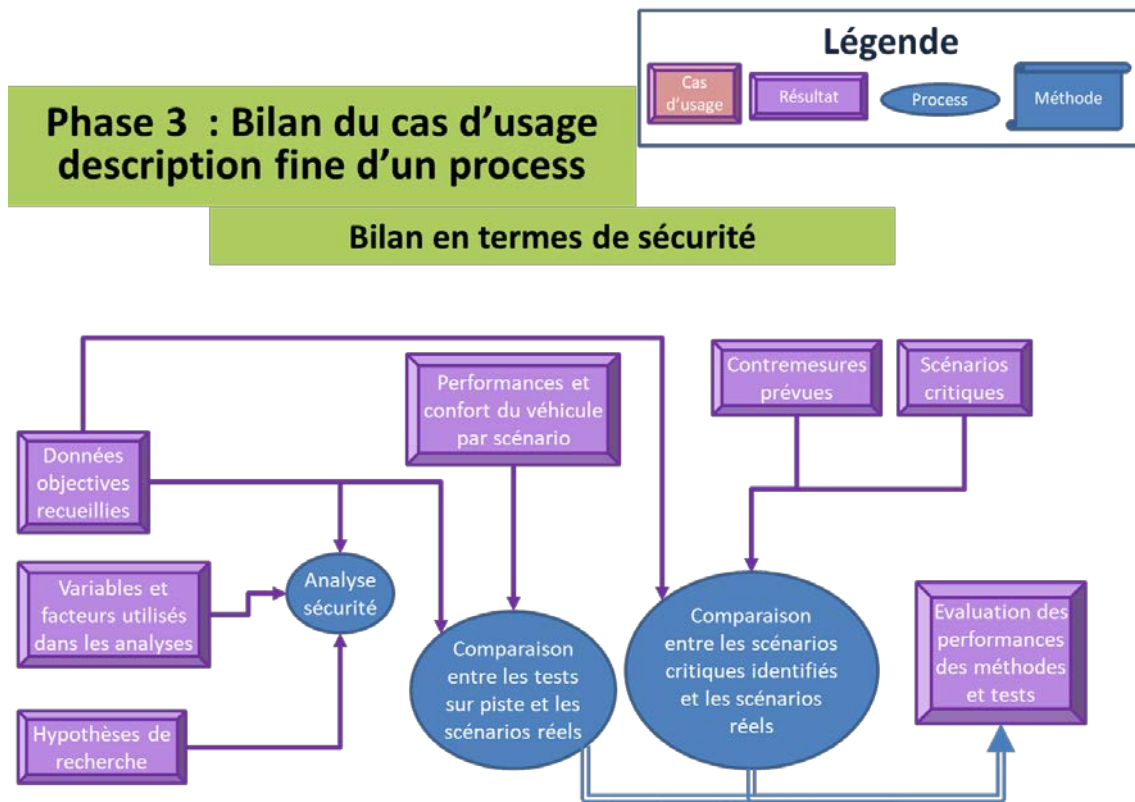 Légende
Cas
d'usage
Résultat
Process
Méthode
Phase 3 : Bilan du cas d'usage
description fine d'un process
Bilan en termes de sécurité
Performances et
confort du véhicule
par scénario
Contremesures
prévues
Scénarios
critiques
Données
objectives
recueillies
Variables et
facteurs utilisés
dans les analyses
Analyse
sécurité
Hypothèses de
recherche
Comparaison
entre les tests
sur piste et les
scénarios réels
Comparaison
entre les scénarios
critiques identifiés
et les scénarios
réels
Evaluation des
performances
des méthodes
et tests